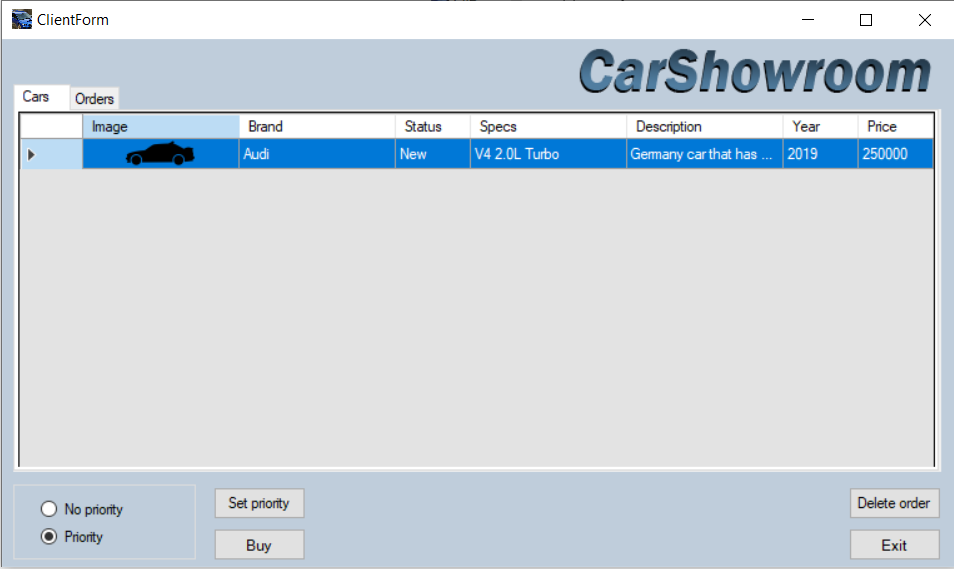 ClientForm
CarShowroom
Cars Orders
Image Brand Status Specs Description Year Price
Audi New V4 2.0L Turbo Germany car that has ... 2019 250000
No priority
Priority
Set priority
Buy
Delete order
Exit